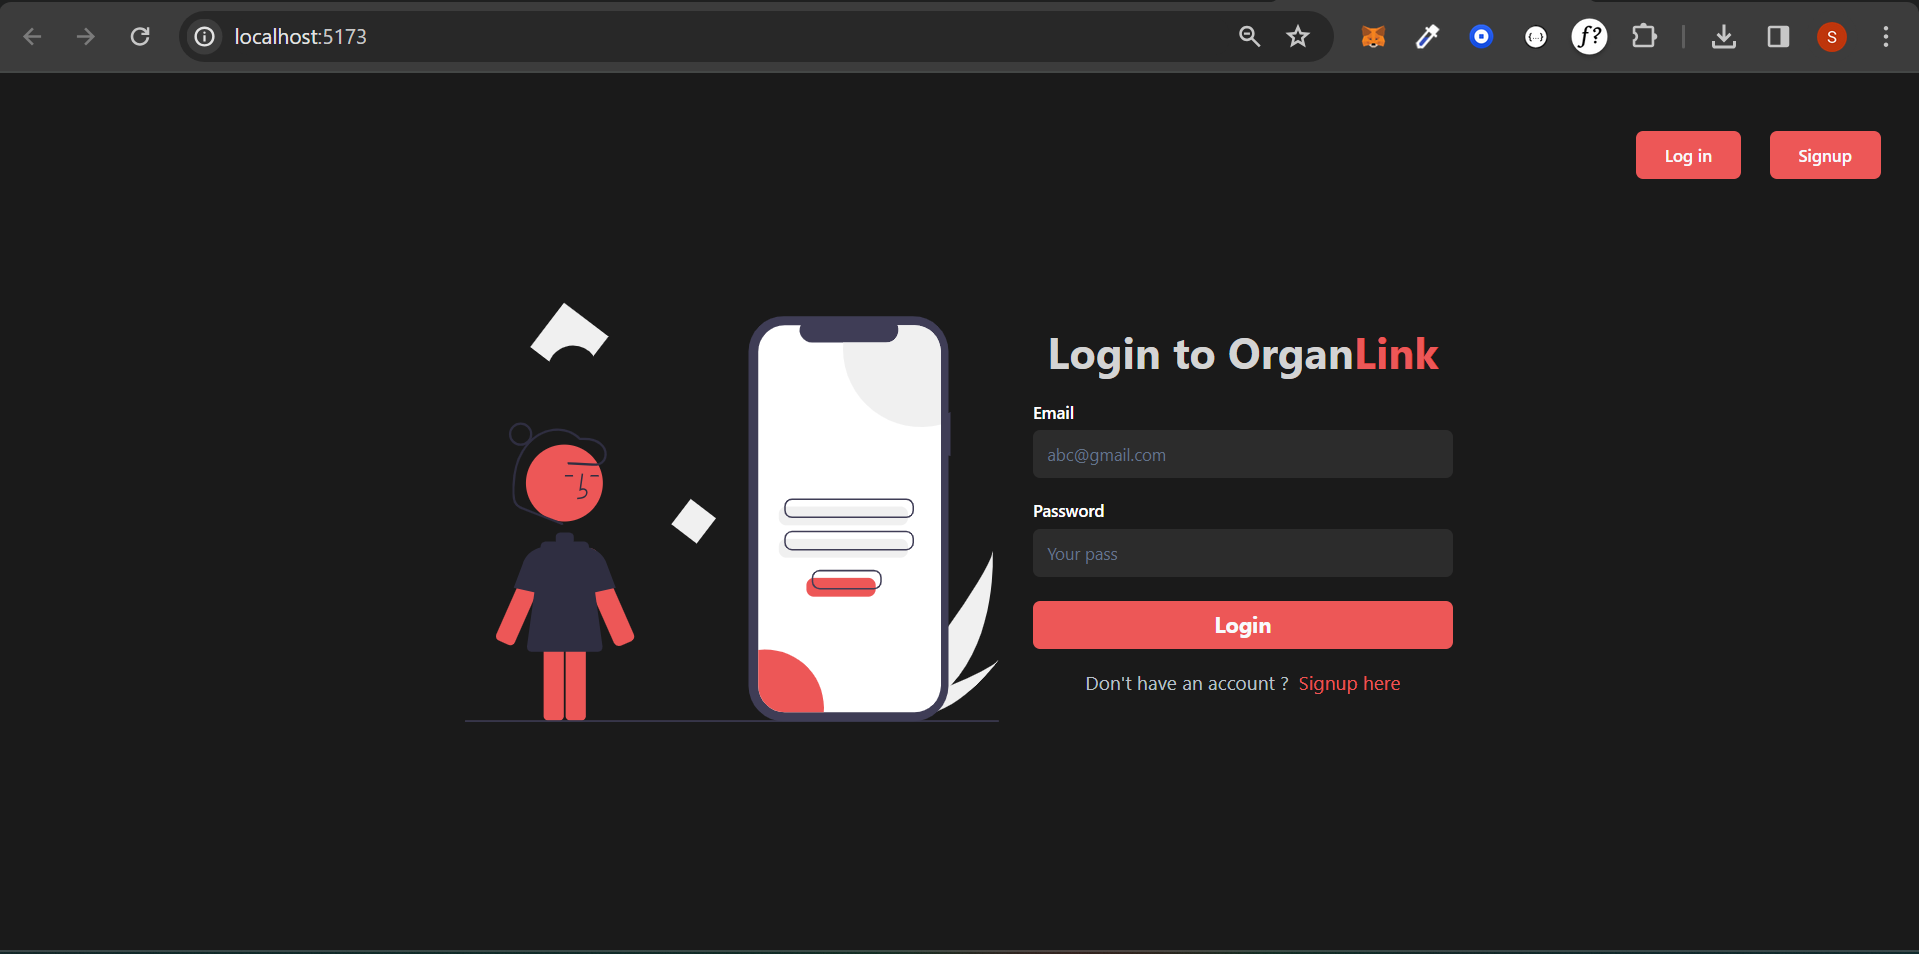 localhost:5173
{...}
f?
S
Log in
Signup
Login to OrganLink
Email
abc@gmail.com
Password
Your pass
Login
Don't have an account ? Signup here